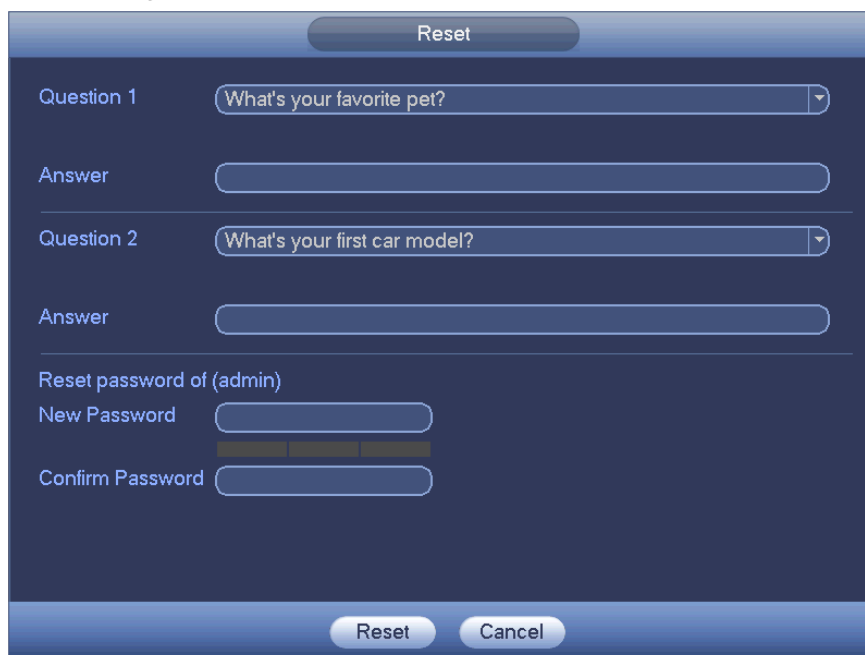 Reset
Question 1 What's your favorite pet?
Answer
Question 2 What's your first car model?
Answer
Reset password of (admin)
New Password
Confirm Password
Reset Cancel